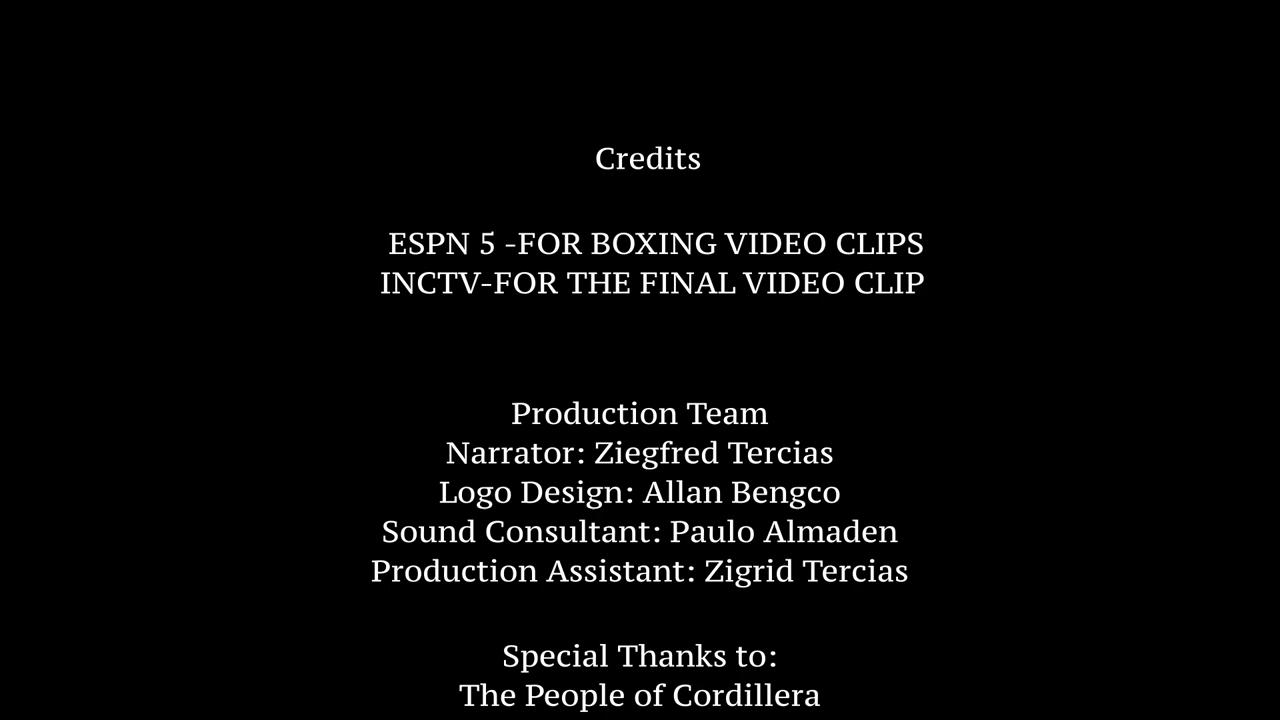 Credits
ESPN 5 -FOR BOXING VIDEO CLIPS
INCTV-FOR THE FINAL VIDEO CLIP
Production Team
Narrator: Ziegfred Tercias
Logo Design: Allan Bengco
Sound Consultant: Paulo Almaden
Production Assistant: Zigrid Tercias
Special Thanks to:
The People of Cordillera